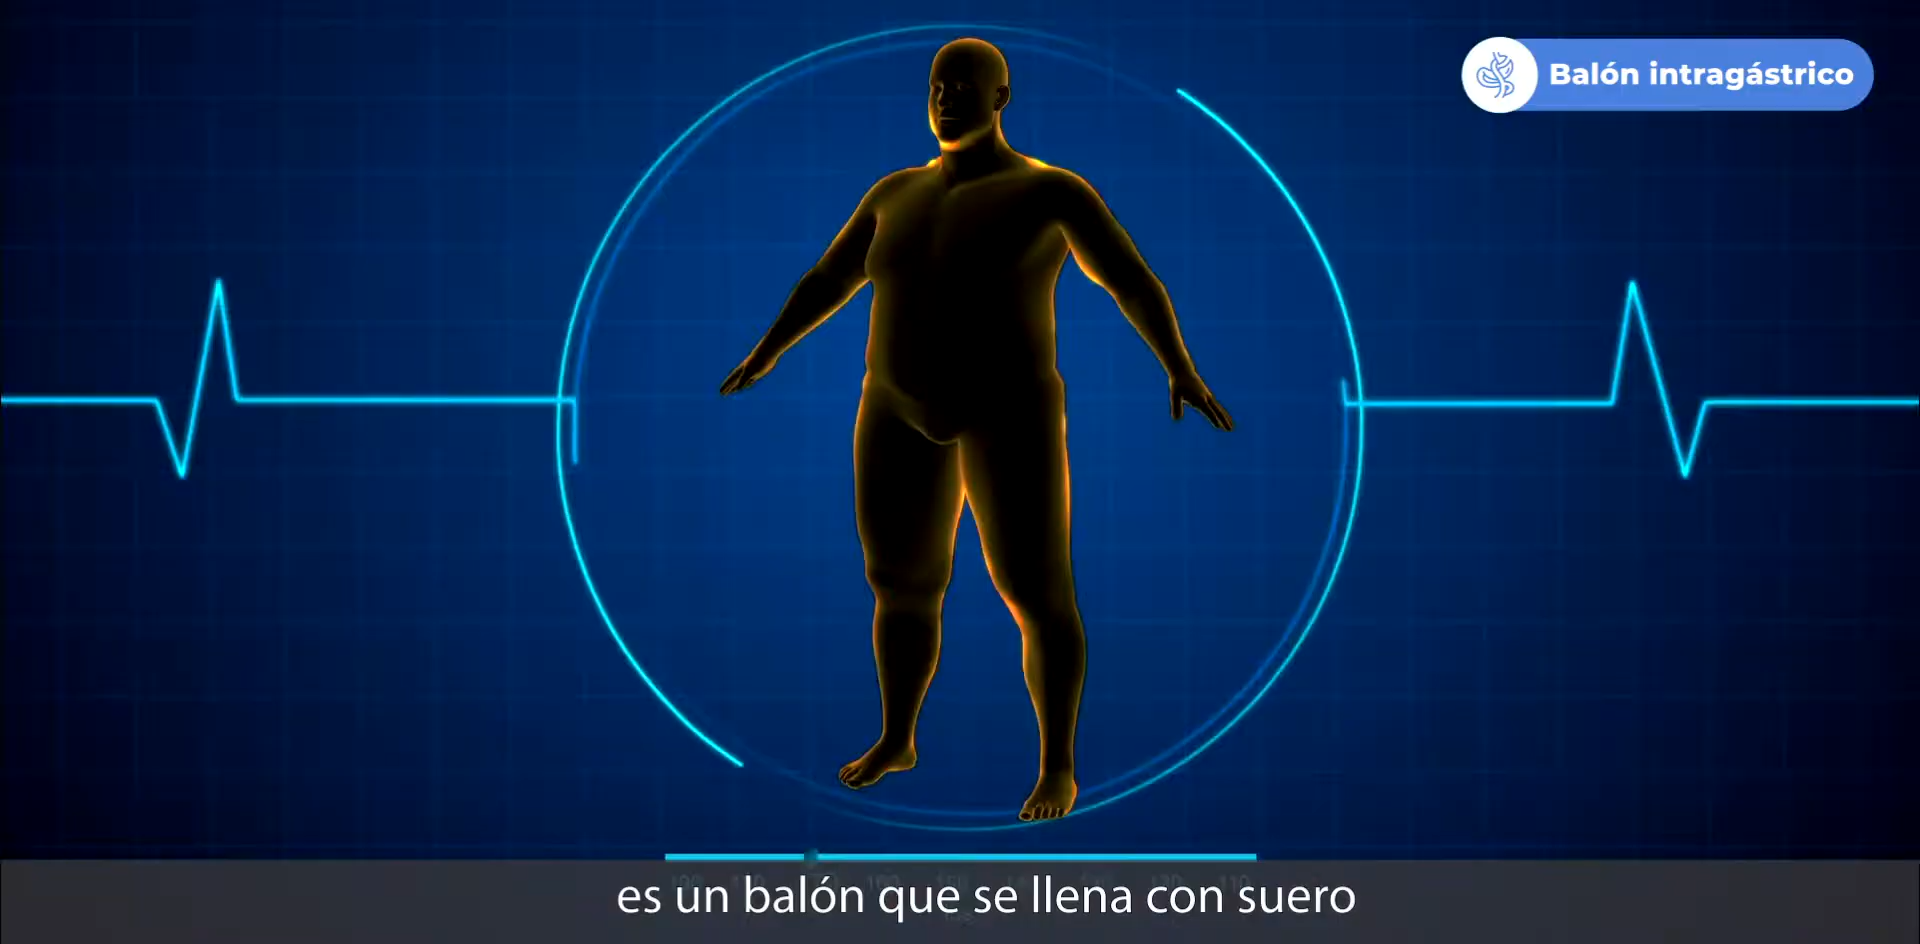 Balón intragástrico
es un balón que se llena con suero